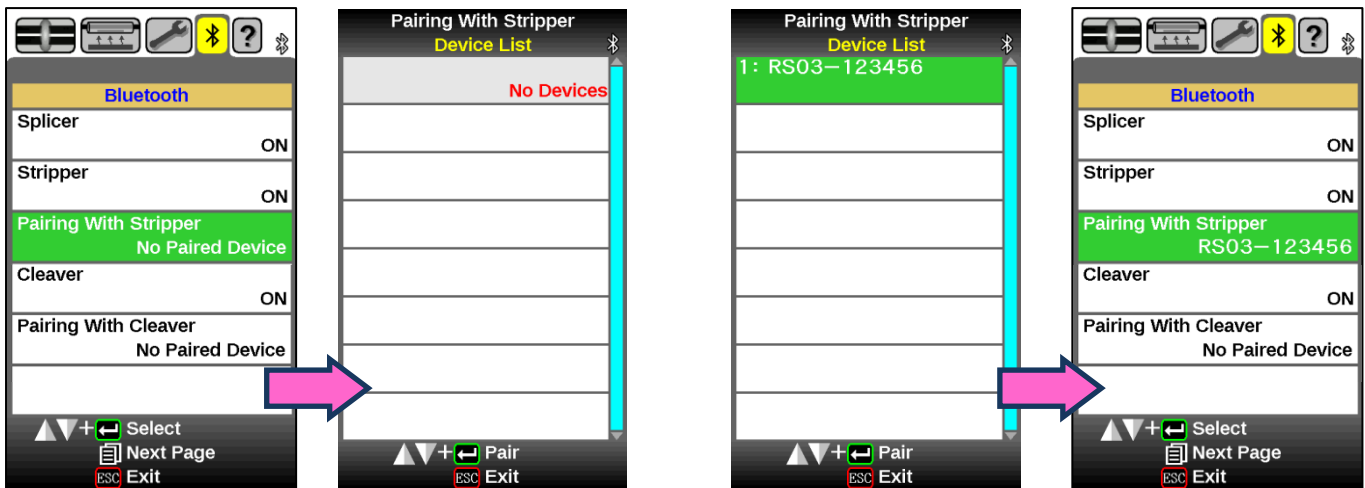 ?
Bluetooth
Splicer
ON
Stripper
ON
Pairing With Stripper
No Paired Device
Cleaver
ON
Pairing With Cleaver
No Paired Device
+ Select
Next Page
ESC Exit
Pairing With Stripper
Device List
No Devices
+ Pair
ESC Exit
Pairing With Stripper
Device List
1: RS03-123456
+ Pair
ESC Exit
?
Bluetooth
Splicer
ON
Stripper
ON
Pairing With Stripper
RS03-123456
Cleaver
ON
Pairing With Cleaver
No Paired Device
+ Select
Next Page
ESC Exit